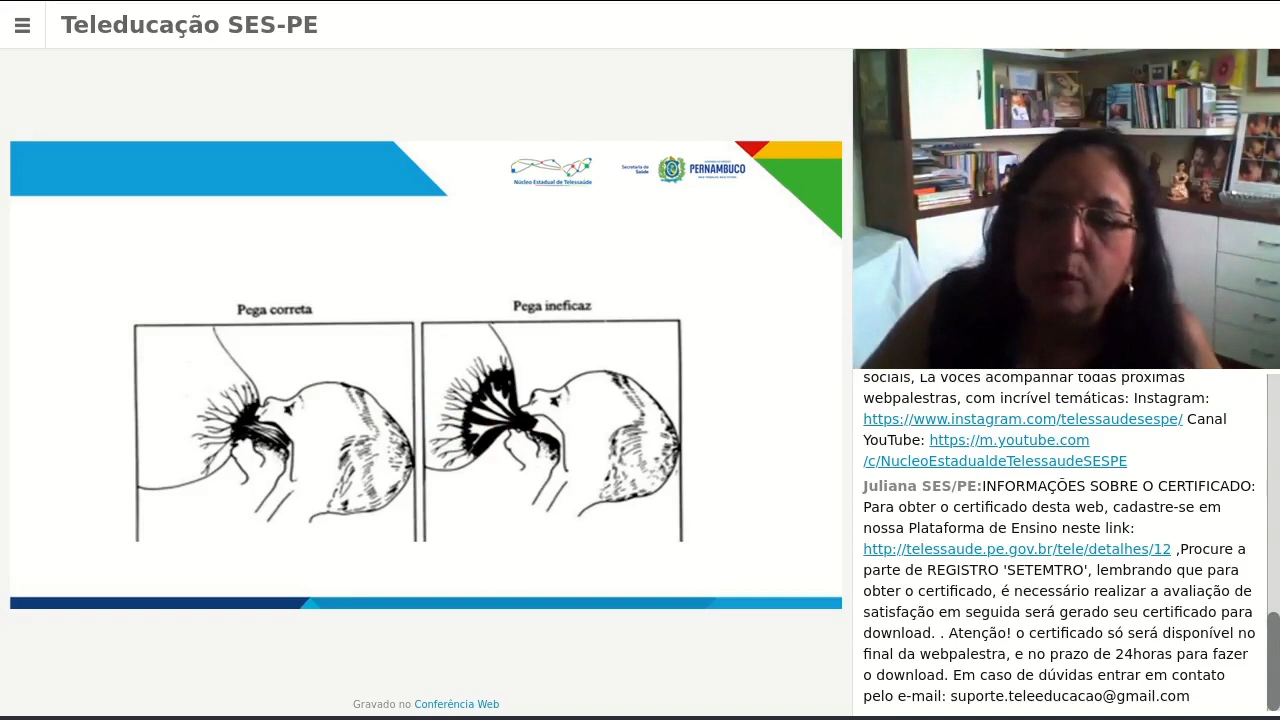 Teleducação SES-PE
Núcleo Estadual de Telessaúde
Secretaria de
Saúde
PERNAMBUCO
Pega correta
Pega ineficaz
sociais, La voces acompanhar todas proximas
webpalestras, com incrível temáticas: Instagram:
https://www.instagram.com/telessaudesespe/ Canal
YouTube: https://m.youtube.com
/c/NucleoEstadualdeTelessaudeSESPE
Juliana SES/PE:INFORMAÇÕES SOBRE O CERTIFICADO:
Para obter o certificado desta web, cadastre-se em
nossa Plataforma de Ensino neste link:
http://telessaude.pe.gov.br/tele/detalhes/12 ,Procure a
parte de REGISTRO 'SETEMTRO', lembrando que para
obter o certificado, é necessário realizar a avaliação de
satisfação em seguida será gerado seu certificado para
download. . Atenção! o certificado só será disponível no
final da webpalestra, e no prazo de 24horas para fazer
o download. Em caso de dúvidas entrar em contato
pelo e-mail: suporte.teleeducacao@gmail.com
Gravado no Conferência Web